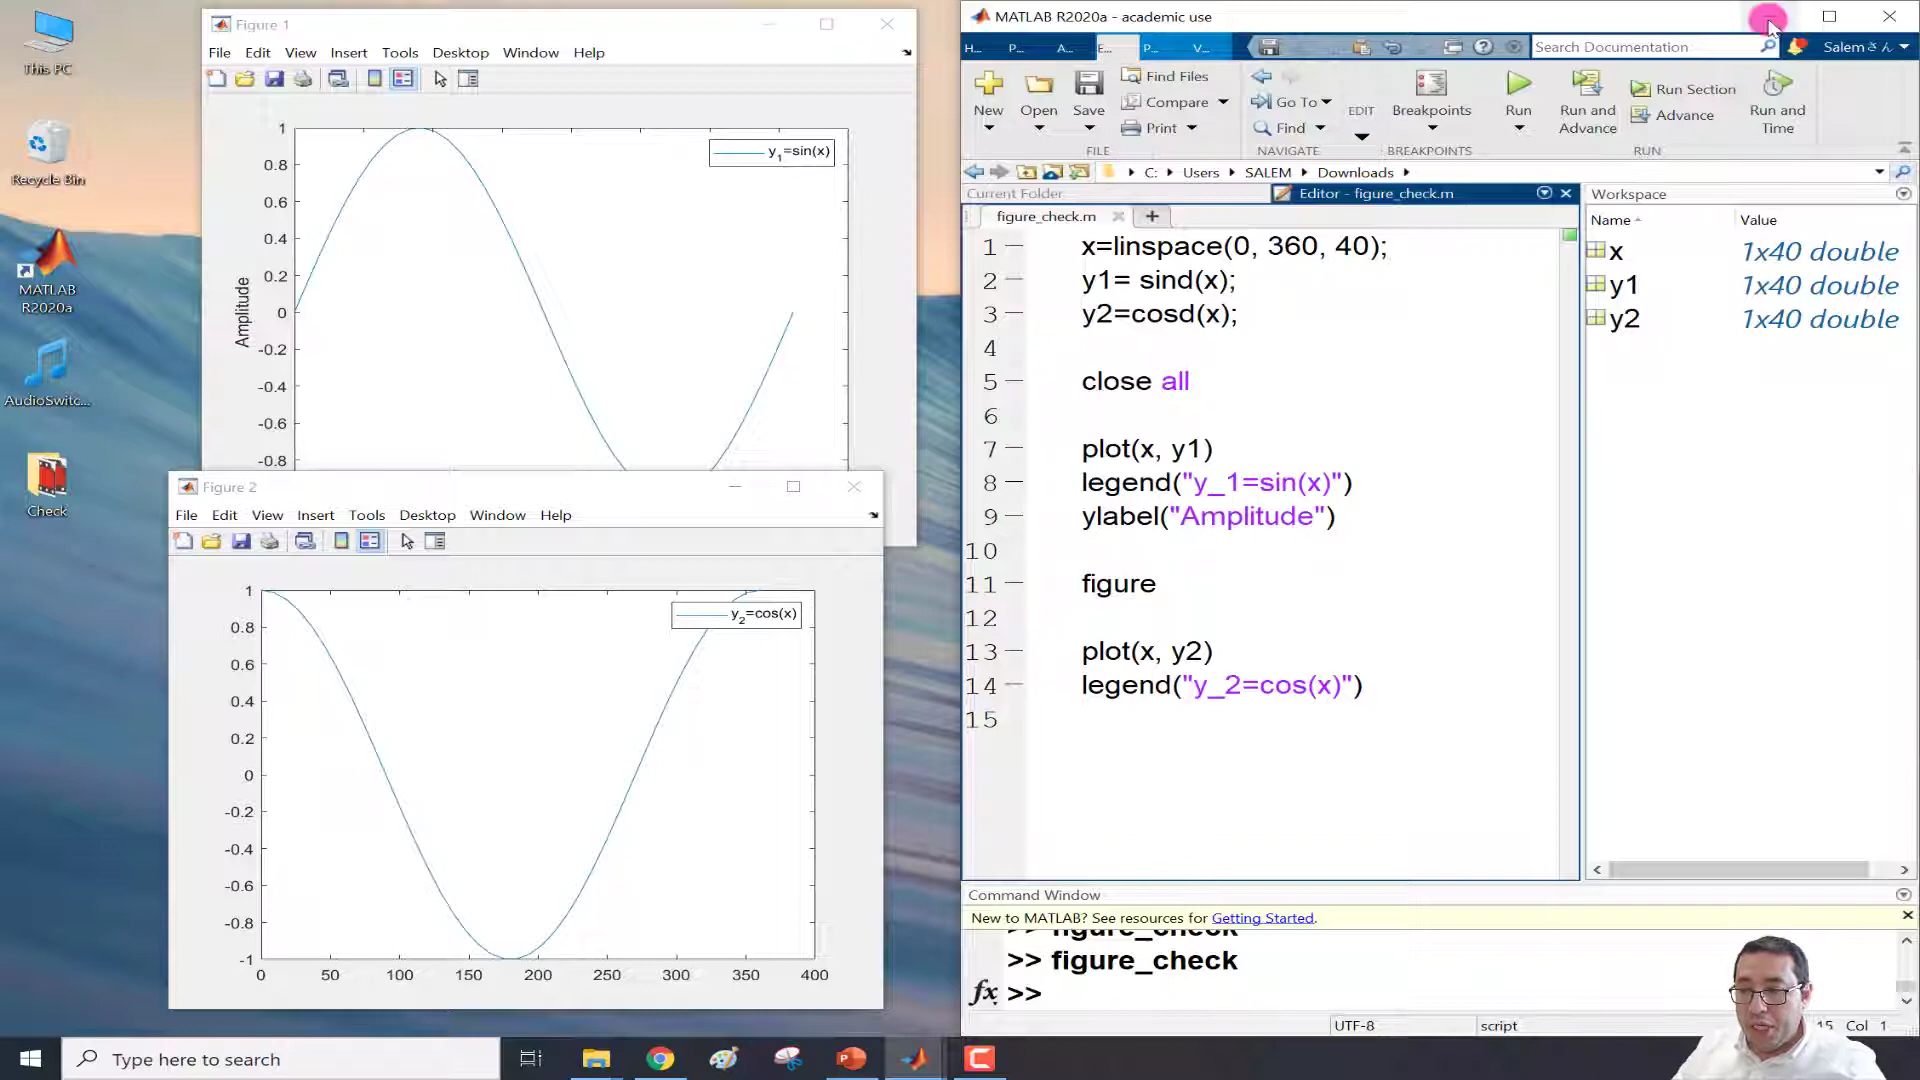 This PC
Recycle Bin
MATLAB
R2020a
AudioSwitc...
Check
Figure 1
File Edit View Insert Tools Desktop Window Help
1
0.8
0.6
0.4
0.2
0
-0.2
-0.4
-0.6
-0.8
Amplitude
y1=sin(x)
Figure 2
File Edit View Insert Tools Desktop Window Help
1
0.8
0.6
0.4
0.2
0
-0.2
-0.4
-0.6
-0.8
-1
0 50 100 150 200 250 300 350 400
y2=cos(x)
MATLAB R2020a - academic use
H... P... A... E... P... V...
Search Documentation
Salemさん
New
Open
Save
Find Files
Compare
Print
FILE
Go To
Find
NAVIGATE
EDIT
Breakpoints
BREAKPOINTS
Run
Run and
Advance
Run Section
Advance
Run and
Time
RUN
C: Users SALEM Downloads
Current Folder
Editor - figure_check.m
figure_check.m
1 x=linspace(0, 360, 40);
2 y1= sind(x);
3 y2=cosd(x);
4
5 close all
6
7 plot(x, y1)
8 legend("y_1=sin(x)")
9 ylabel("Amplitude")
10
11 figure
12
13 plot(x, y2)
14 legend("y_2=cos(x)")
15
Workspace
Name Value
x 1x40 double
y1 1x40 double
y2 1x40 double
Command Window
New to MATLAB? See resources for Getting Started.
>> figure_check
>> figure_check
fx >>
UTF-8 script 15 Col 1
Type here to search